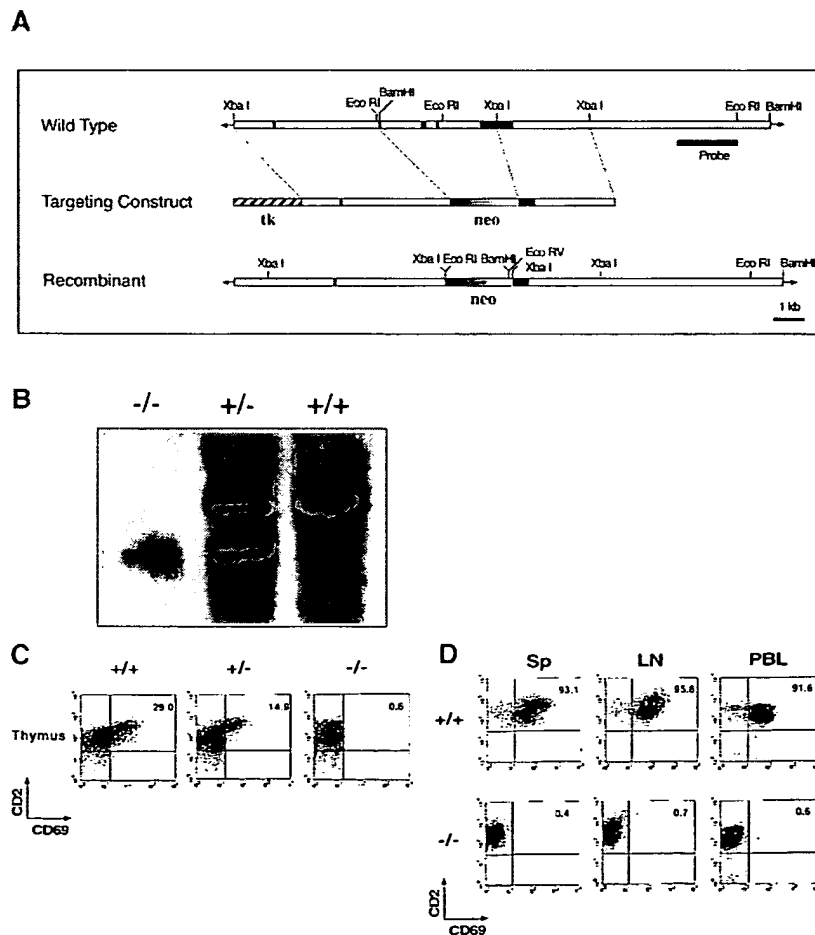 A
Xba I Eco RI BamHI Eco RI Xba I Xba I Eco RI BamHI
Wild Type
Probe
Targeting Construct
tk neo
Recombinant
Xba I Xba I Eco RI BamHI Eco RV Xba I Xba I Eco RI BamHI
neo
1 kb
B
-/- +/- +/+
C
+/+ +/- -/-
Thymus
29.0 14.9 0.6
CD2
CD69
D
Sp LN PBL
+/+
93.1 95.8 91.6
-/-
0.4 0.7 0.6
CD2
CD69